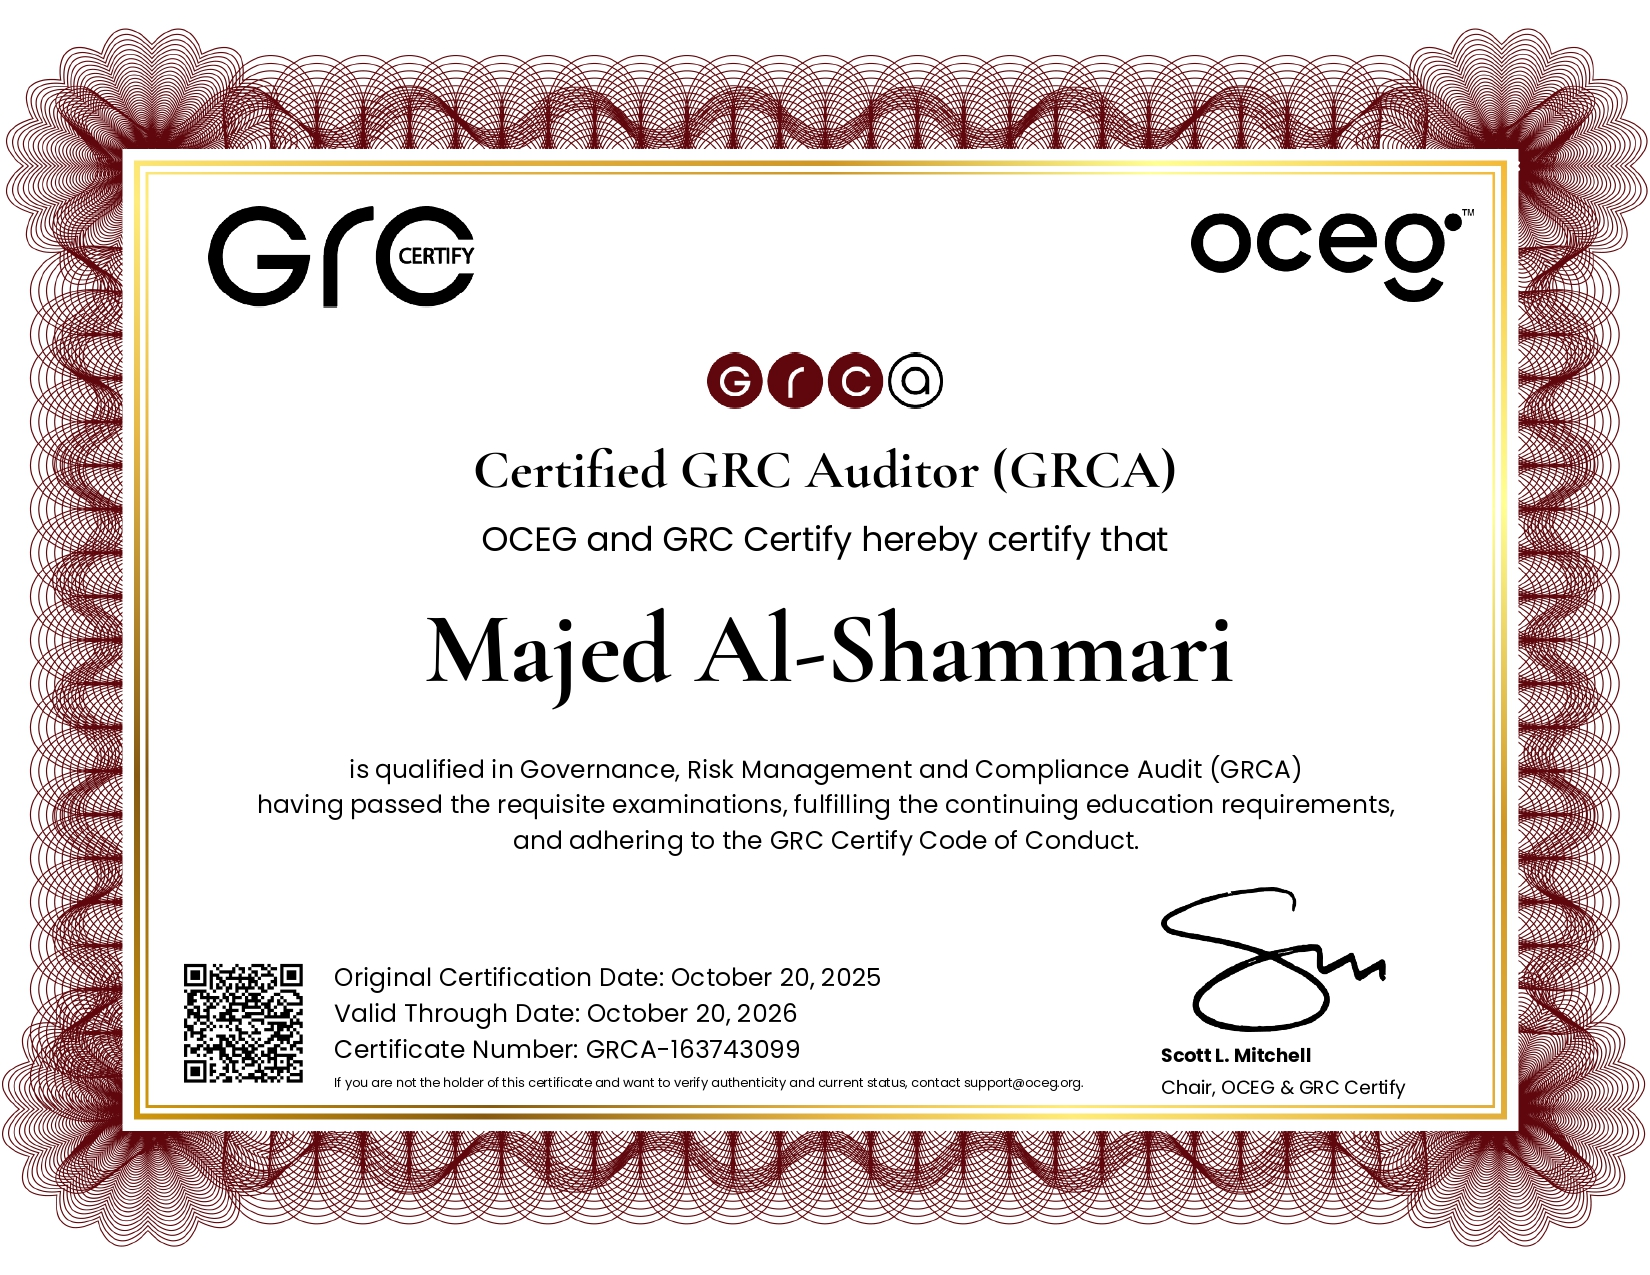 Grc CERTIFY
oceg™
Grca
Certified GRC Auditor (GRCA)
OCEG and GRC Certify hereby certify that
Majed Al-Shammari
is qualified in Governance, Risk Management and Compliance Audit (GRCA)
having passed the requisite examinations, fulfilling the continuing education requirements,
and adhering to the GRC Certify Code of Conduct.
Original Certification Date: October 20, 2025
Valid Through Date: October 20, 2026
Certificate Number: GRCA-163743099
If you are not the holder of this certificate and want to verify authenticity and current status, contact support@oceg.org.
Scott L. Mitchell
Chair, OCEG & GRC Certify